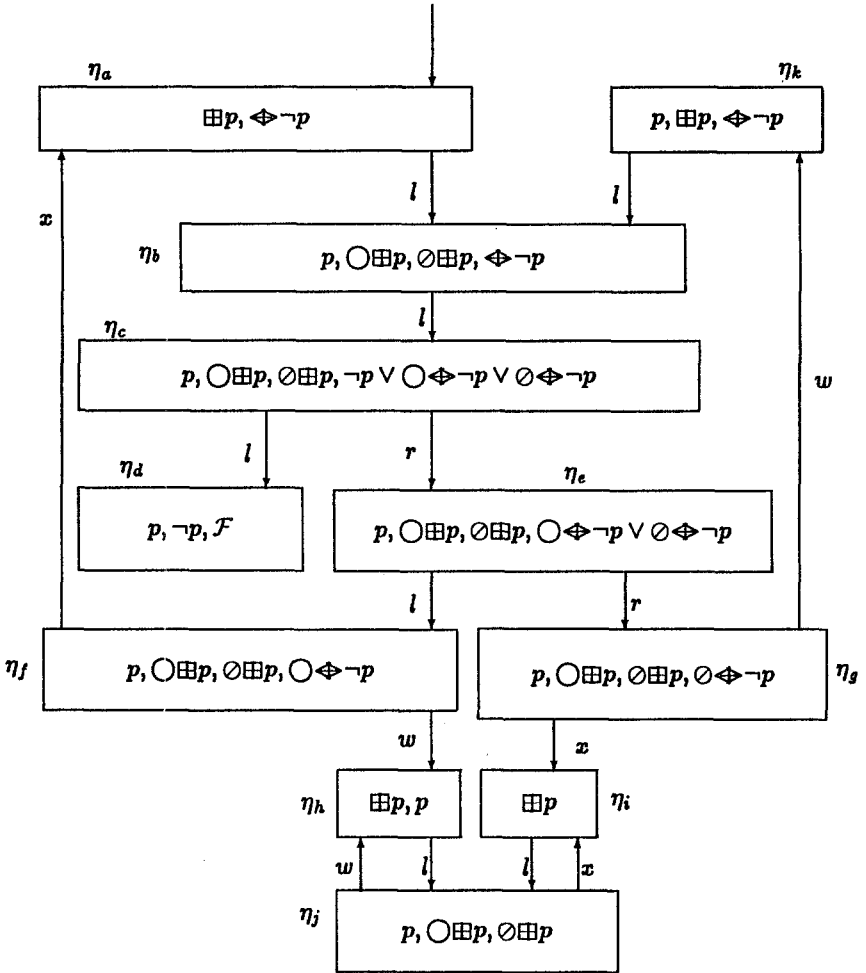 η_a η_k
⊞p, ⟴¬p p, ⊞p, ⟴¬p
x l l
η_b p, ◯⊞p, ⊘⊞p, ⟴¬p
l
η_c
p, ◯⊞p, ⊘⊞p, ¬p ∨ ◯⟴¬p ∨ ⊘⟴¬p
w
l r
η_d η_e
p, ¬p, ℱ p, ◯⊞p, ⊘⊞p, ◯⟴¬p ∨ ⊘⟴¬p
l r
η_f p, ◯⊞p, ⊘⊞p, ◯⟴¬p p, ◯⊞p, ⊘⊞p, ⊘⟴¬p η_g
w x
η_h ⊞p, p ⊞p η_i
w l l x
η_j p, ◯⊞p, ⊘⊞p